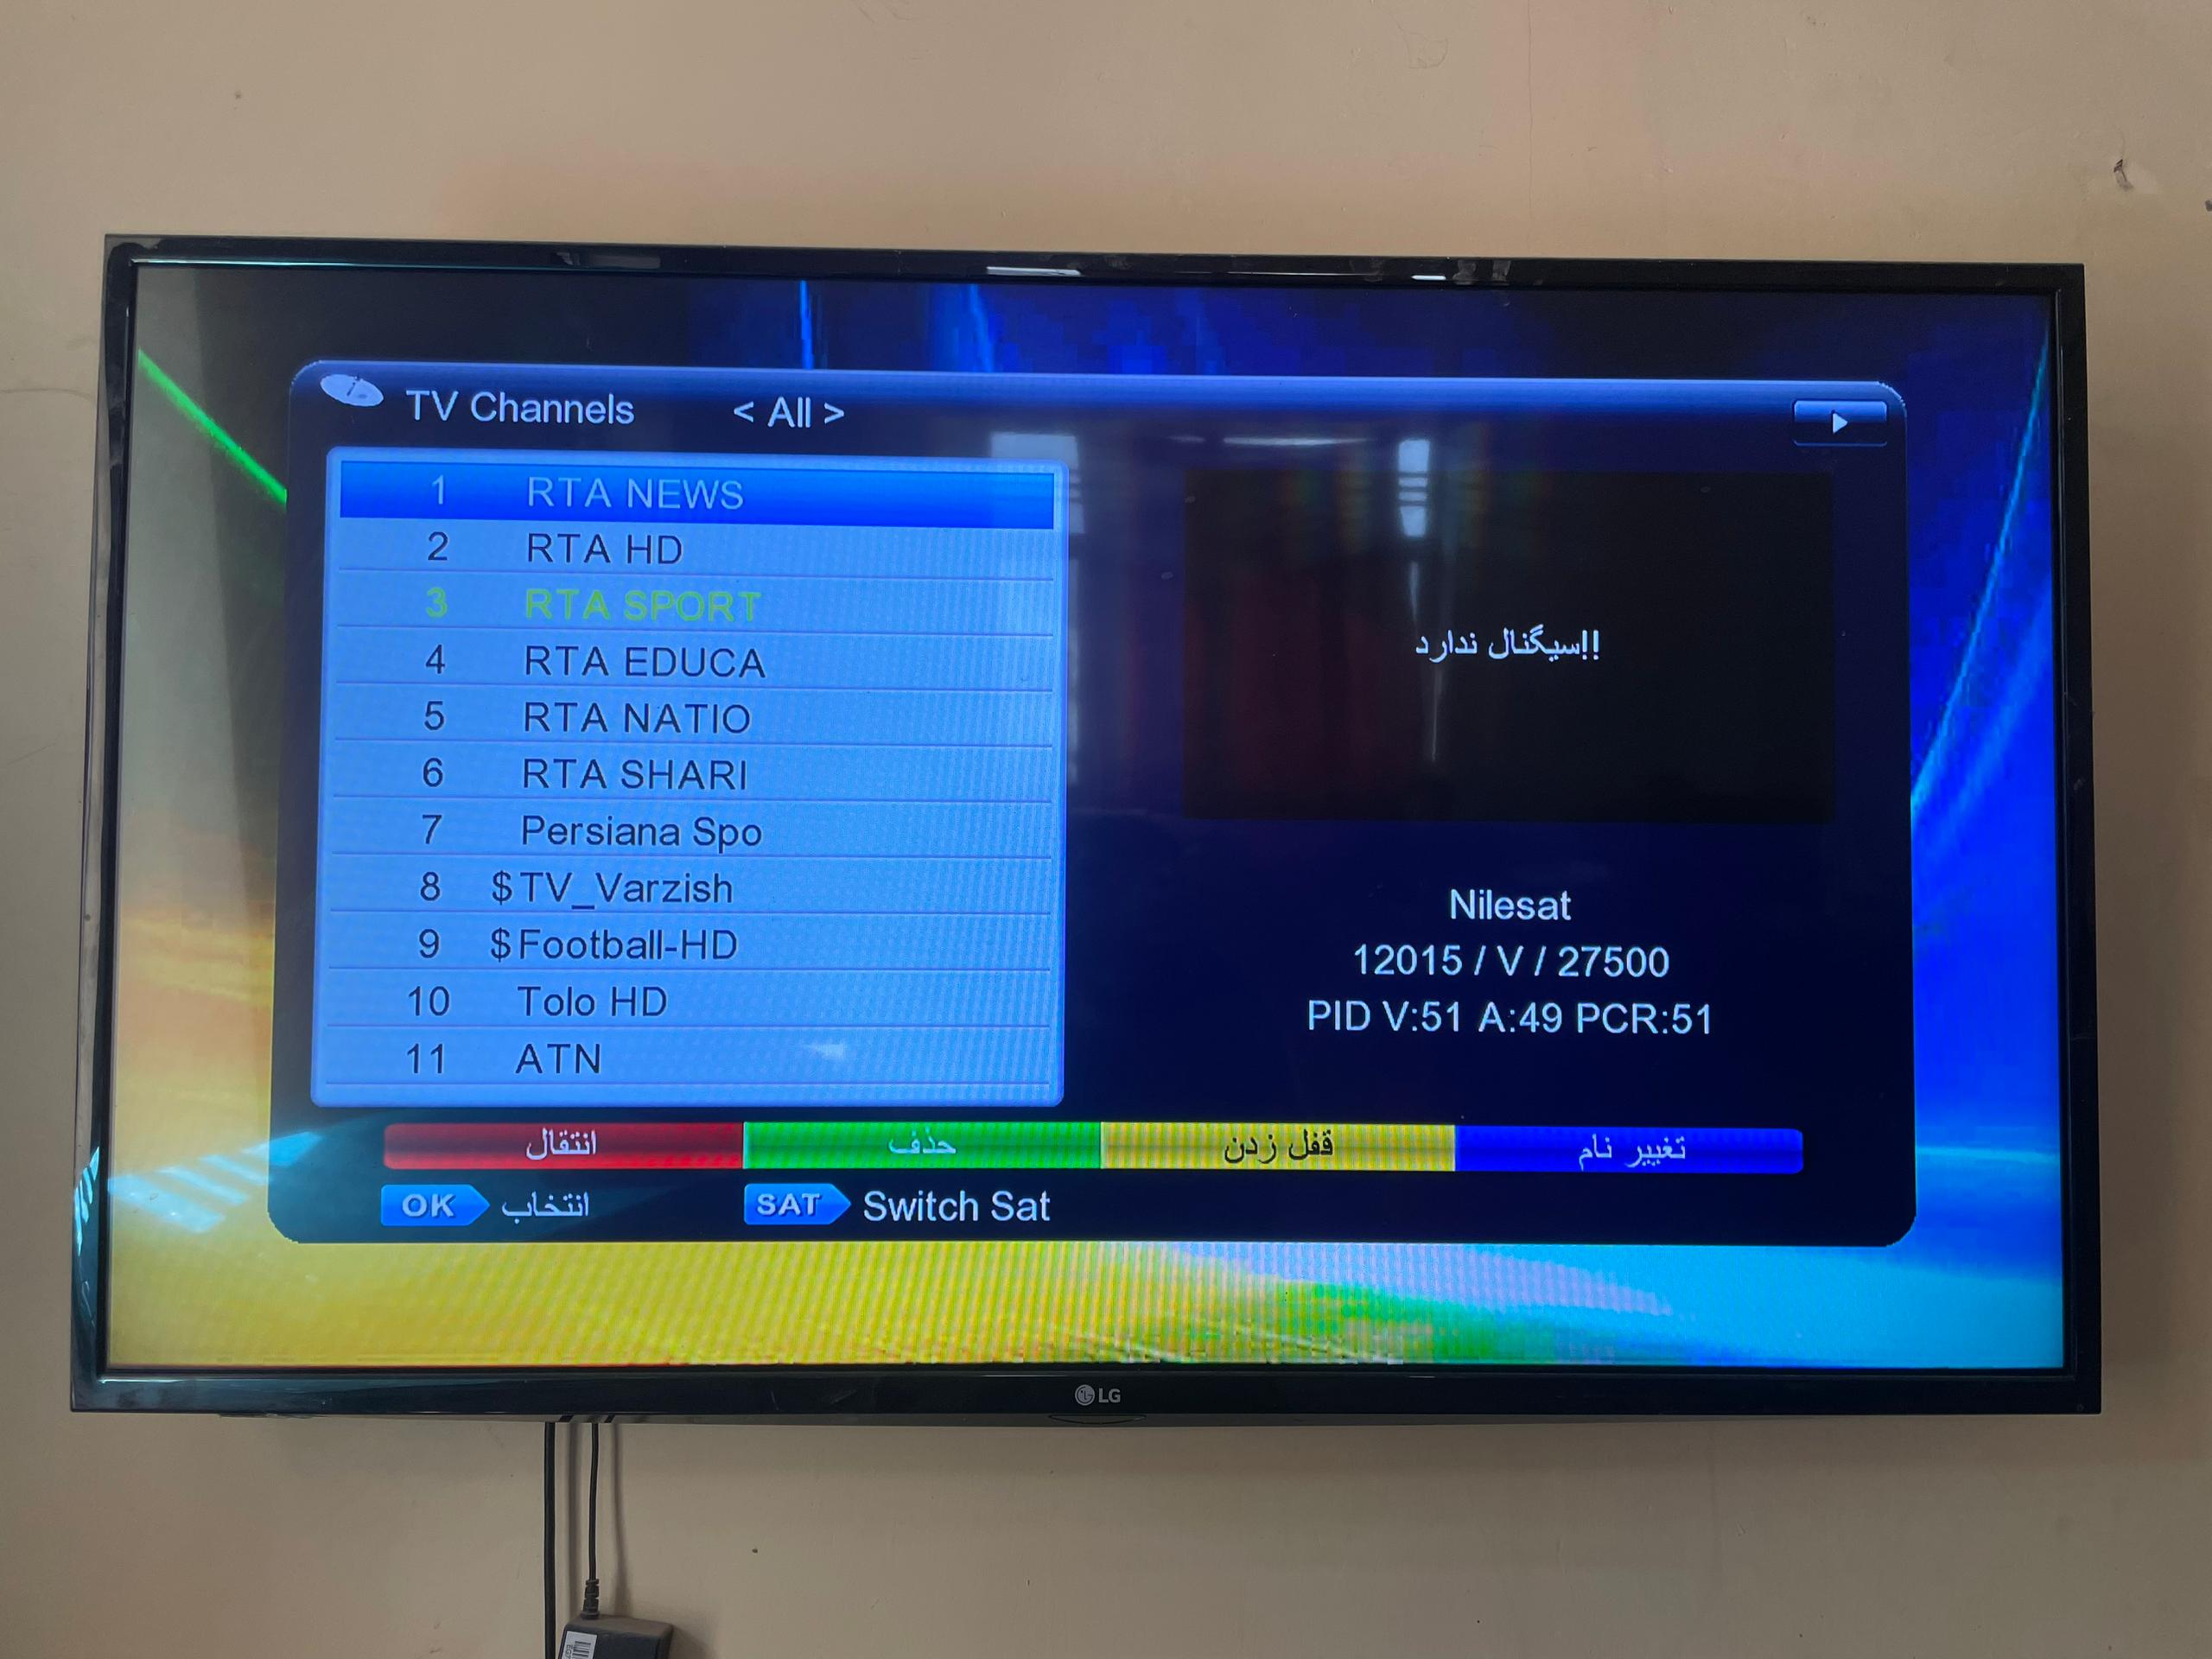 TV Channels < All >
1 RTA NEWS
2 RTA HD
3 RTA SPORT
4 RTA EDUCA
5 RTA NATIO
6 RTA SHARI
7 Persiana Spo
8 $TV_Varzish
9 $Football-HD
10 Tolo HD
11 ATN
سیگنال ندارد!!
Nilesat
12015 / V / 27500
PID V:51 A:49 PCR:51
انتقال حذف قفل زدن تغییر نام
OK انتخاب SAT Switch Sat
LG